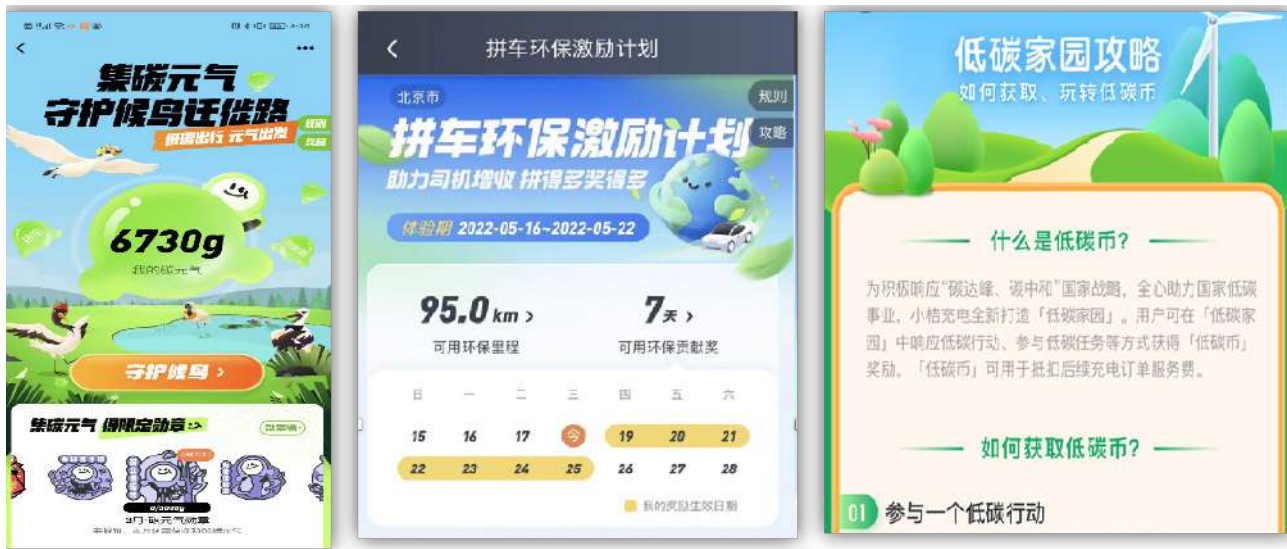 集碳元气
守护候鸟迁徙路
低碳出行 元气出发
规则
6730g
我的碳元气
守护候鸟 >
集碳元气 得限定勋章
0/3000g
3月·碳元气勋章
拼车环保激励计划
北京市
规则
拼车环保激励计划
攻略
助力司机增收 拼得多奖得多
体验期 2022-05-16~2022-05-22
95.0 km > 7天 >
可用环保里程 可用环保贡献奖
日 一 二 三 四 五 六
15 16 17 今 19 20 21
22 23 24 25 26 27 28
我的奖励生效日期
低碳家园攻略
如何获取、玩转低碳币
什么是低碳币?
为积极响应“碳达峰、碳中和”国家战略，全心助力国家低碳
事业，小桔充电全新打造「低碳家园」。用户可在「低碳家
园」中响应低碳行动、参与低碳任务等方式获得「低碳币」
奖励。「低碳币」可用于抵扣后续充电订单服务费。
如何获取低碳币?
01 参与一个低碳行动